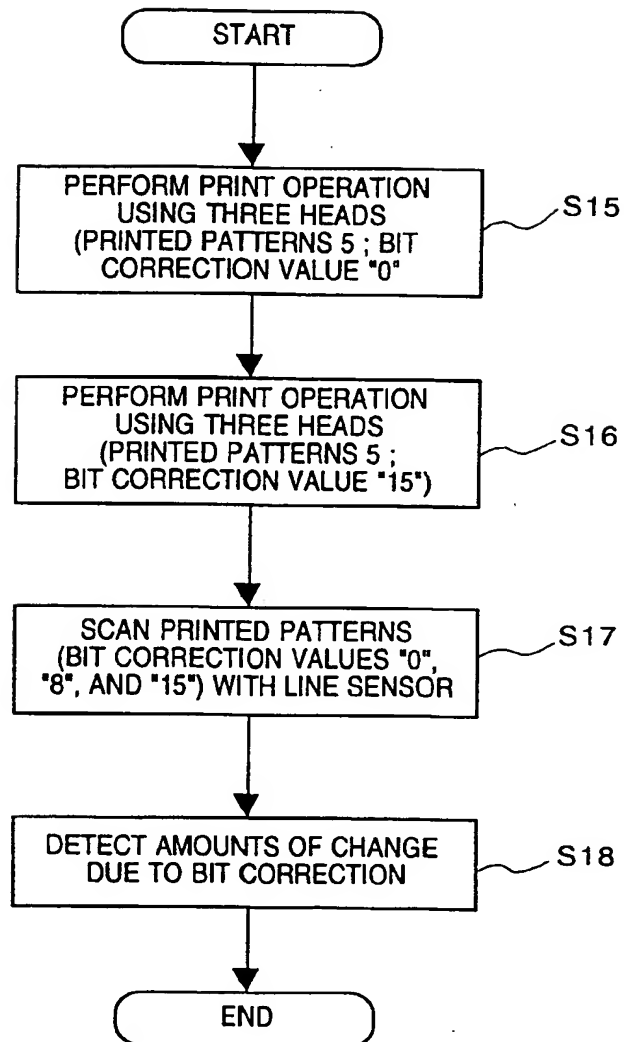 START
PERFORM PRINT OPERATION
USING THREE HEADS
(PRINTED PATTERNS 5 ; BIT
CORRECTION VALUE "0"
S15
PERFORM PRINT OPERATION
USING THREE HEADS
(PRINTED PATTERNS 5 ;
BIT CORRECTION VALUE "15")
S16
SCAN PRINTED PATTERNS
(BIT CORRECTION VALUES "0",
"8", AND "15") WITH LINE SENSOR
S17
DETECT AMOUNTS OF CHANGE
DUE TO BIT CORRECTION
S18
END